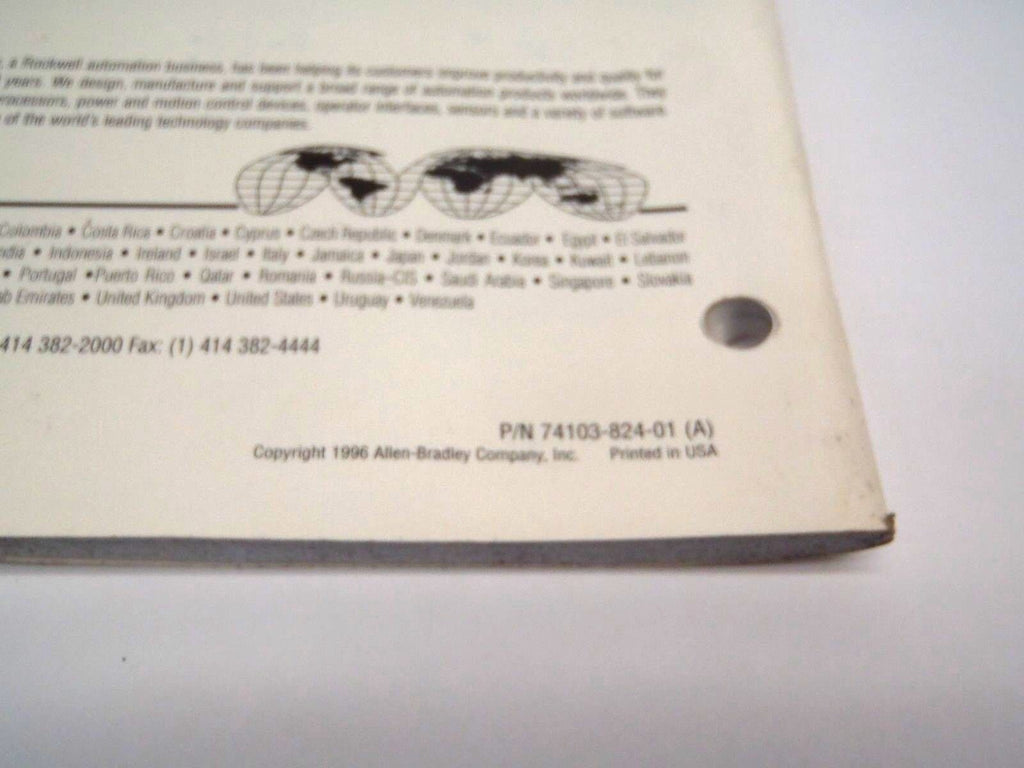 , a Rockwell automation business, has been helping its customers improve productivity and quality for
years. We design, manufacture and support a broad range of automation products worldwide. They
rocessors, power and motion control devices, operator interfaces, sensors and a variety of software
of the world's leading technology companies.
Colombia • Costa Rica • Croatia • Cyprus • Czech Republic • Denmark • Ecuador • Egypt • El Salvador
ndia • Indonesia • Ireland • Israel • Italy • Jamaica • Japan • Jordan • Korea • Kuwait • Lebanon
• Portugal • Puerto Rico • Qatar • Romania • Russia–CIS • Saudi Arabia • Singapore • Slovakia
ab Emirates • United Kingdom • United States • Uruguay • Venezuela
414 382-2000 Fax: (1) 414 382-4444
P/N 74103-824-01 (A)
Copyright 1996 Allen-Bradley Company, Inc. Printed in USA